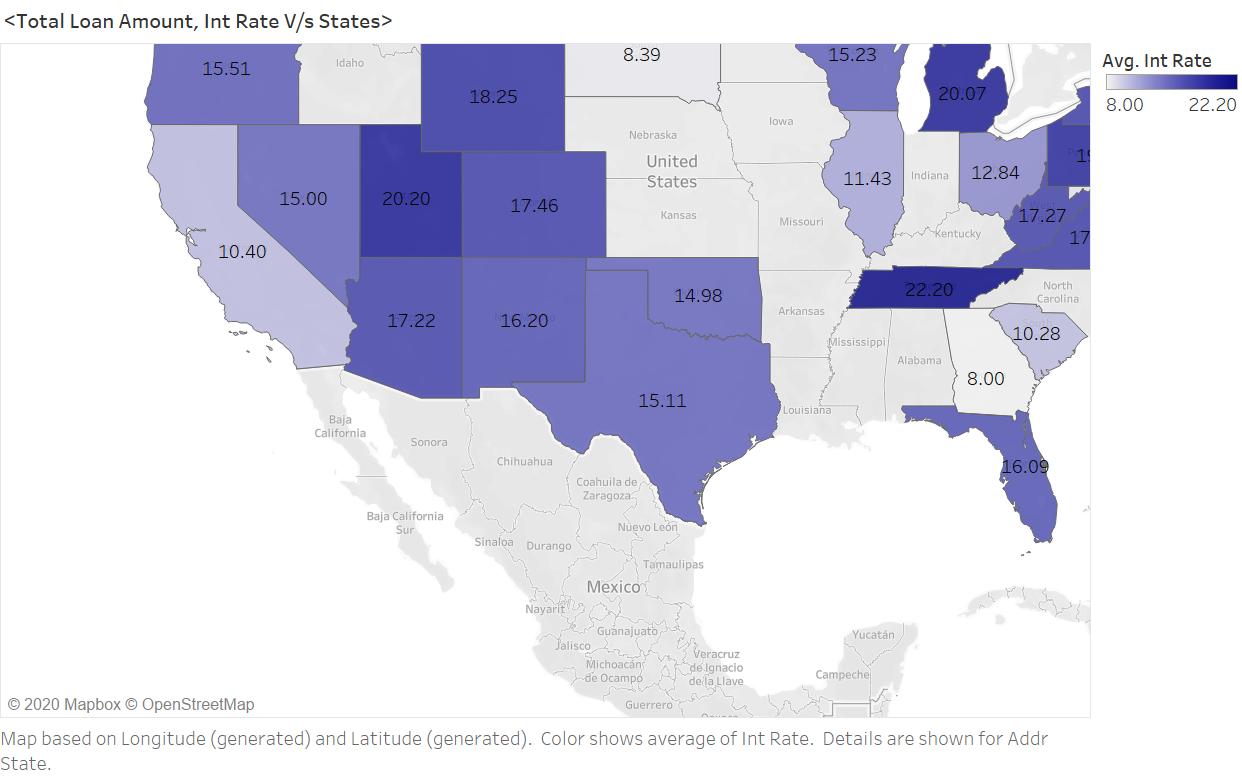 <Total Loan Amount, Int Rate V/s States>
Avg. Int Rate
8.00 22.20
15.51
Idaho
18.25
8.39
15.23
20.07
Iowa
Nebraska
United
States
15.00
20.20
17.46
Kansas
Missouri
11.43
Indiana
12.84
19
17.27
17
Kentucky
10.40
17.22
16.20
14.98
Arkansas
22.20
North
Carolina
Mississippi
Alabama
10.28
8.00
15.11
Louisiana
16.09
Baja
California
Sonora
Chihuahua
Coahuila de
Zaragoza
Baja California
Sur
Nuevo León
Sinaloa
Durango
Tamaulipas
Mexico
Nayarit
Guanajuato
Jalisco
Michoacán
de Ocampo
Veracruz
de Ignacio
de la Llave
Yucatán
Campeche
Guerrero
© 2020 Mapbox © OpenStreetMap
Map based on Longitude (generated) and Latitude (generated).  Color shows average of Int Rate.  Details are shown for Addr
State.